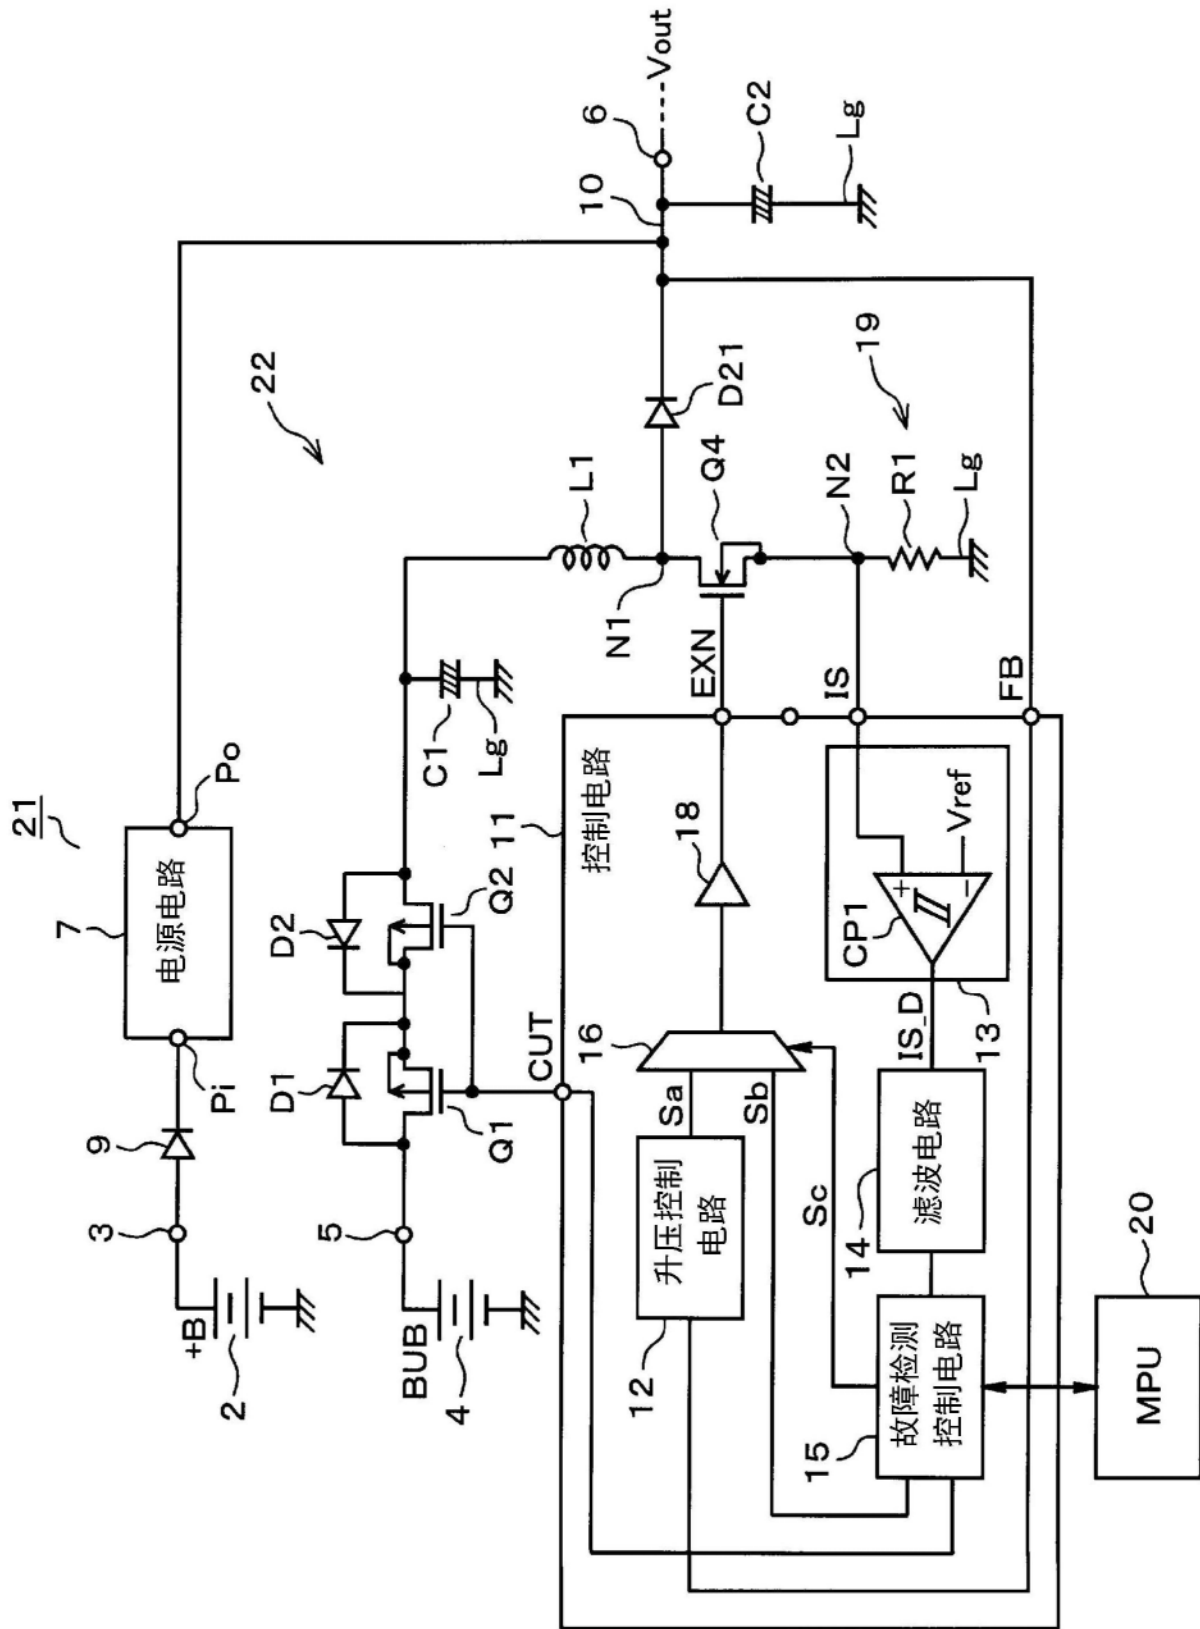 21
22
+B
2
3
9
Pi
7
电源电路
Po
BUB
4
5
D1
Q1
D2
Q2
C1
Lg
L1
N1
D21
10
6
Vout
C2
Lg
CUT
11
控制电路
EXN
Q4
N2
19
R1
Lg
IS
FB
12
升压控制
电路
Sa
Sb
16
18
Sc
15
故障检测
控制电路
14
滤波电路
IS_D
13
CP1
+
-
Vref
20
MPU